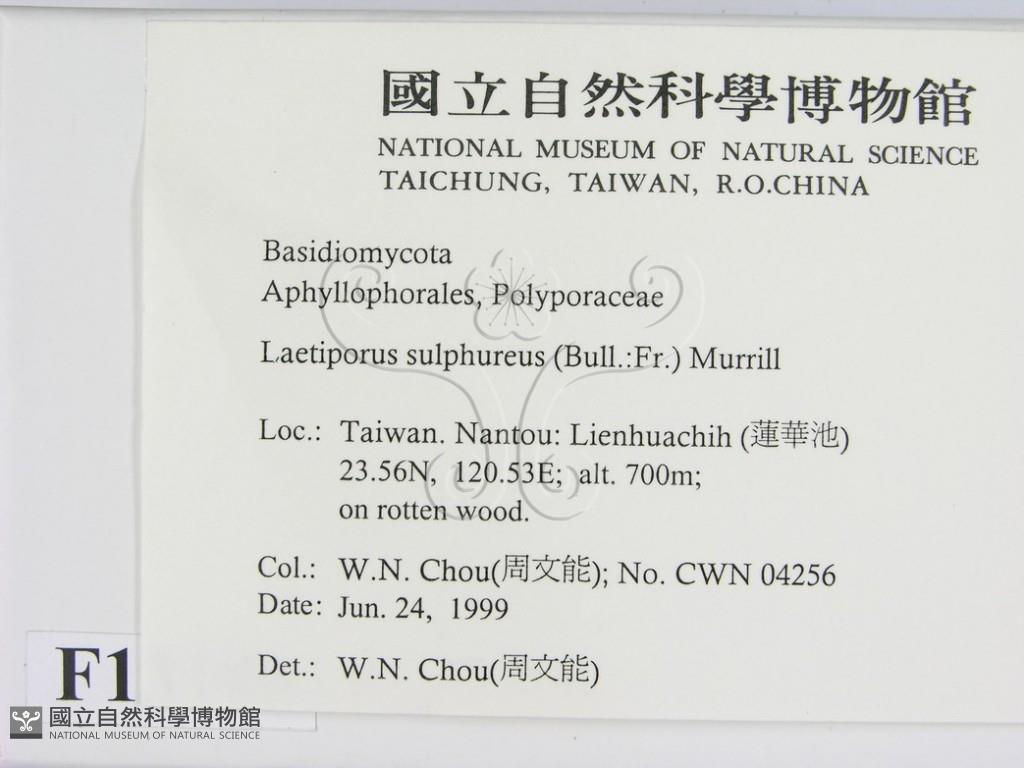 國立自然科學博物館
NATIONAL MUSEUM OF NATURAL SCIENCE
TAICHUNG, TAIWAN, R.O.CHINA
Basidiomycota
Aphyllophorales, Polyporaceae
Laetiporus sulphureus (Bull.:Fr.) Murrill
Loc.: Taiwan. Nantou: Lienhuachih (蓮華池)
23.56N, 120.53E; alt. 700m;
on rotten wood.
Col.: W.N. Chou(周文能); No. CWN 04256
Date: Jun. 24, 1999
Det.: W.N. Chou(周文能)
F1
國立自然科學博物館
NATIONAL MUSEUM OF NATURAL SCIENCE